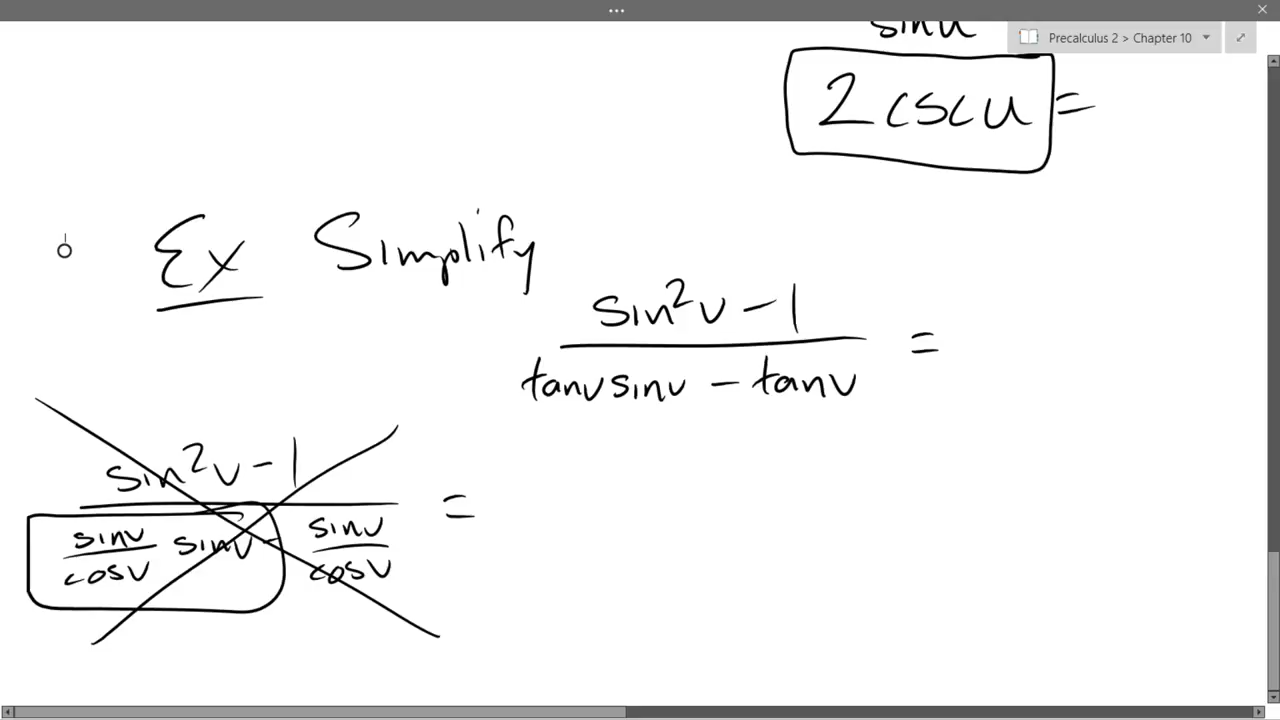 ...
Precalculus 2 > Chapter 10
sinu
2 cscu =
Ex Simplify
sin²v - 1
tanv sinv - tanv
=
sin²v - 1
sinv
cosv
sinv -
sinv
cosv
=